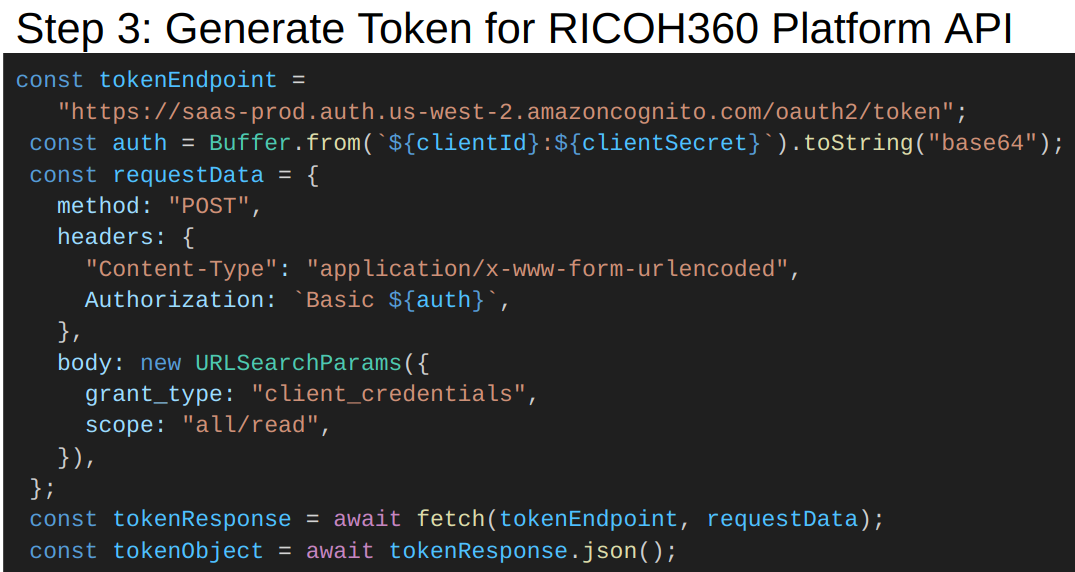 Step 3: Generate Token for RICOH360 Platform API
const tokenEndpoint =
"https://saas-prod.auth.us-west-2.amazoncognito.com/oauth2/token";
const auth = Buffer.from(`${clientId}:${clientSecret}`).toString("base64");
const requestData = {
method: "POST",
headers: {
"Content-Type": "application/x-www-form-urlencoded",
Authorization: `Basic ${auth}`,
},
body: new URLSearchParams({
grant_type: "client_credentials",
scope: "all/read",
}),
};
const tokenResponse = await fetch(tokenEndpoint, requestData);
const tokenObject = await tokenResponse.json();